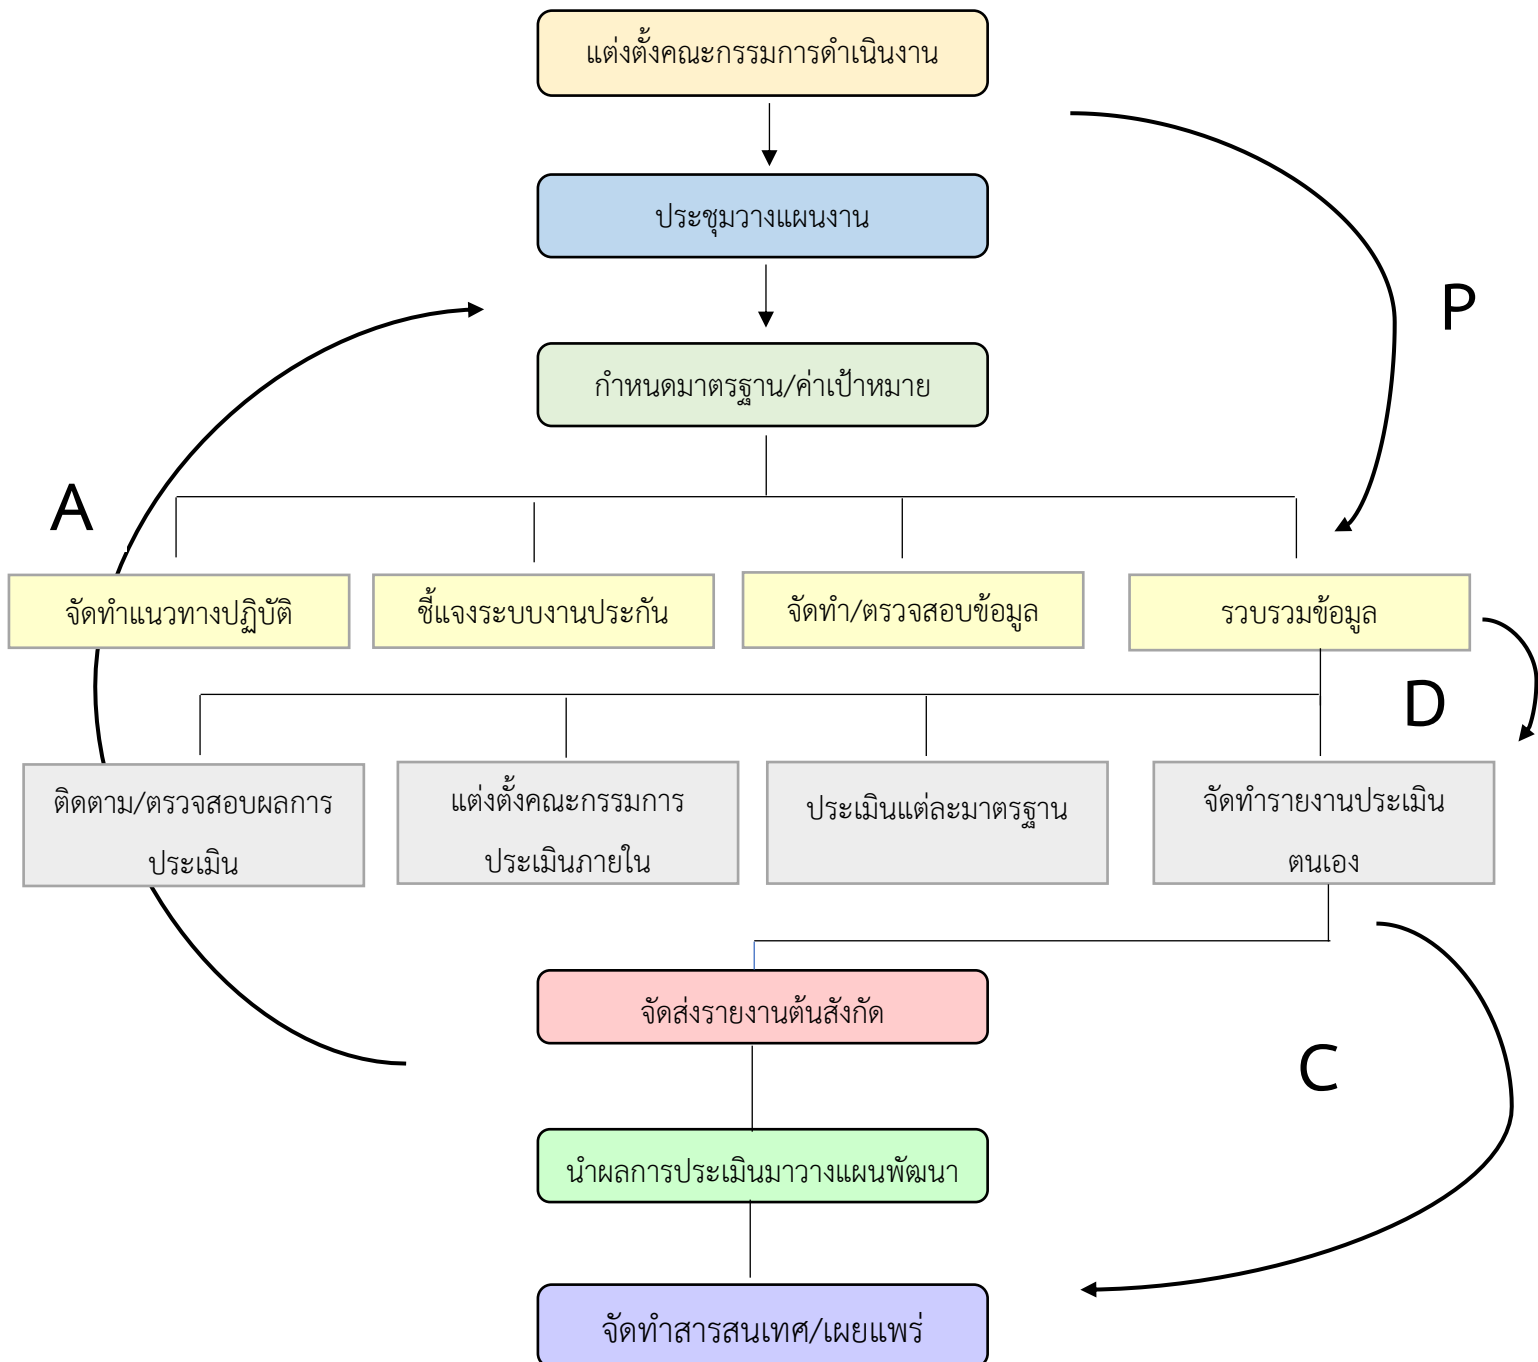 แต่งตั้งคณะกรรมการดำเนินงาน
ประชุมวางแผนงาน
P
กำหนดมาตรฐาน/ค่าเป้าหมาย
A
จัดทำแนวทางปฏิบัติ
ชี้แจงระบบงานประกัน
จัดทำ/ตรวจสอบข้อมูล
รวบรวมข้อมูล
D
ติดตาม/ตรวจสอบผลการ
ประเมิน
แต่งตั้งคณะกรรมการ
ประเมินภายใน
ประเมินแต่ละมาตรฐาน
จัดทำรายงานประเมิน
ตนเอง
จัดส่งรายงานต้นสังกัด
C
นำผลการประเมินมาวางแผนพัฒนา
จัดทำสารสนเทศ/เผยแพร่